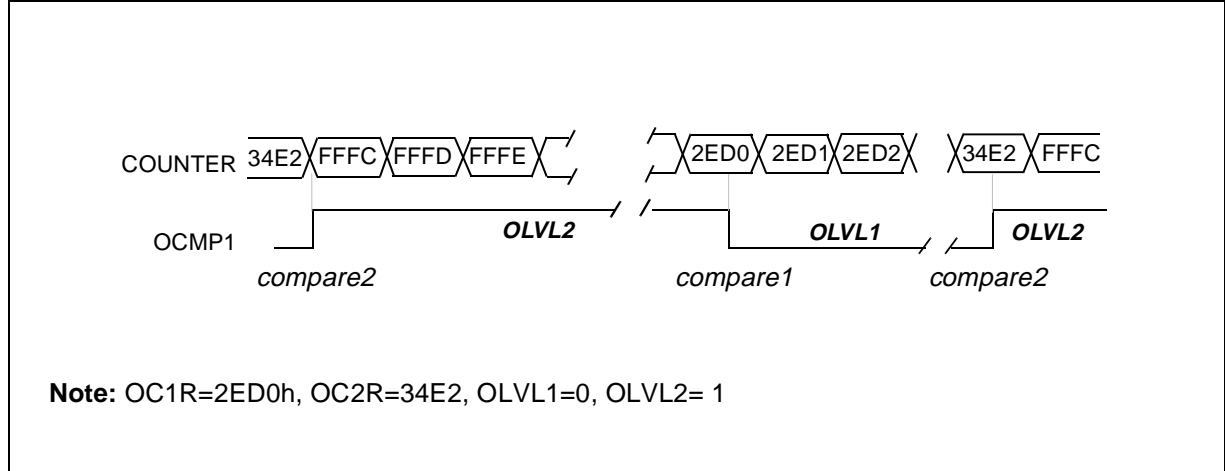 COUNTER 34E2 FFFC FFFD FFFE 2ED0 2ED1 2ED2 34E2 FFFC
OCMP1 OLVL2 OLVL1 OLVL2
compare2 compare1 compare2
Note: OC1R=2ED0h, OC2R=34E2, OLVL1=0, OLVL2= 1